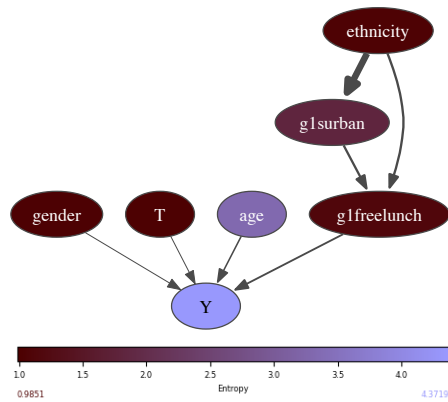 ethnicity
g1surban
gender
T
age
g1freelunch
Y
1.0 1.5 2.0 2.5 3.0 3.5 4.0
Entropy
0.9851 4.3719